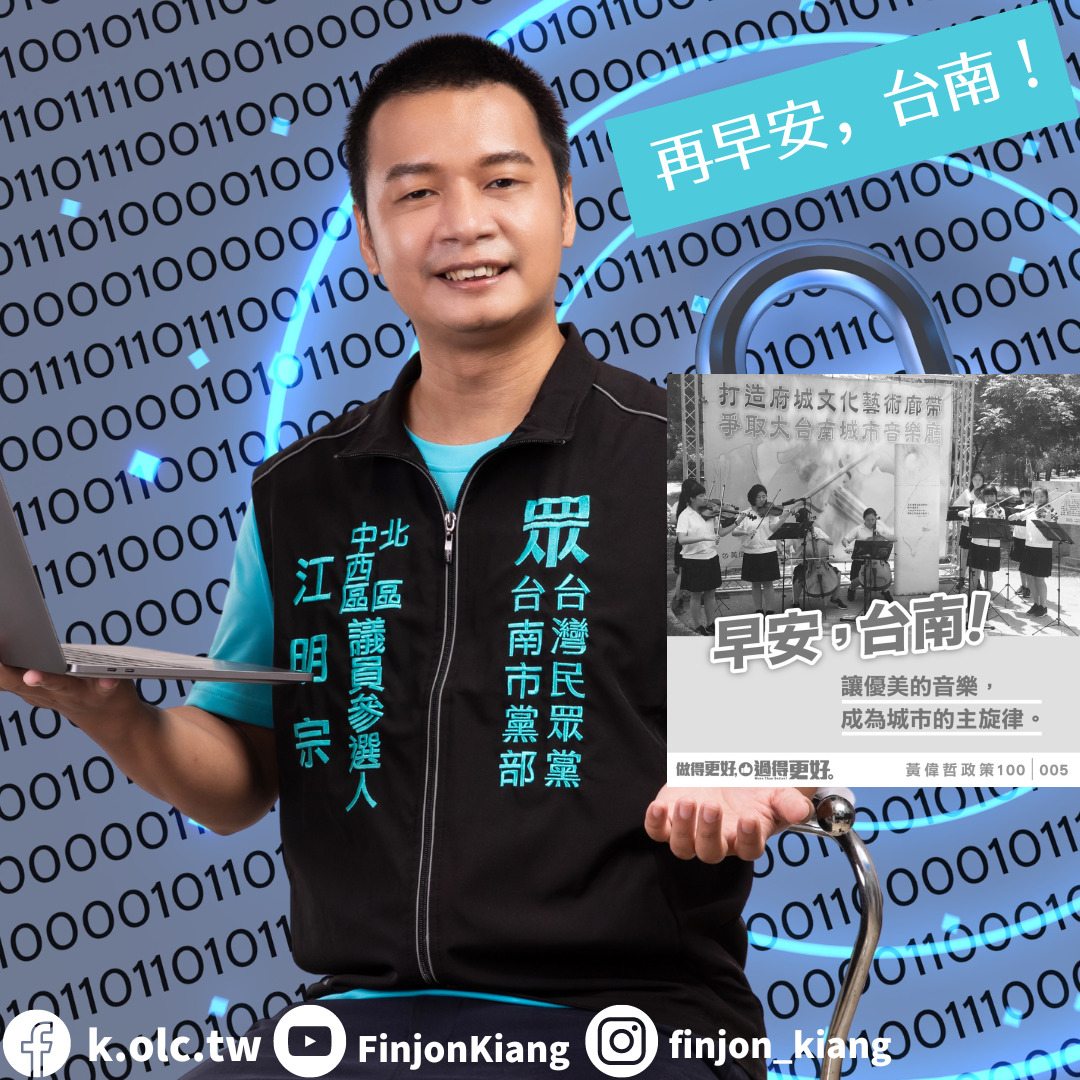 再早安，台南！
打造府城文化藝術廊帶
爭取大台南城市音樂廳
早安，台南!
讓優美的音樂，
成為城市的主旋律。
做得更好，過得更好。
黃偉哲政策100｜005
北區
中西區
議員參選人
江明宗
眾
台灣民眾黨
台南市黨部
k.olc.tw
FinjonKiang
finjon_kiang